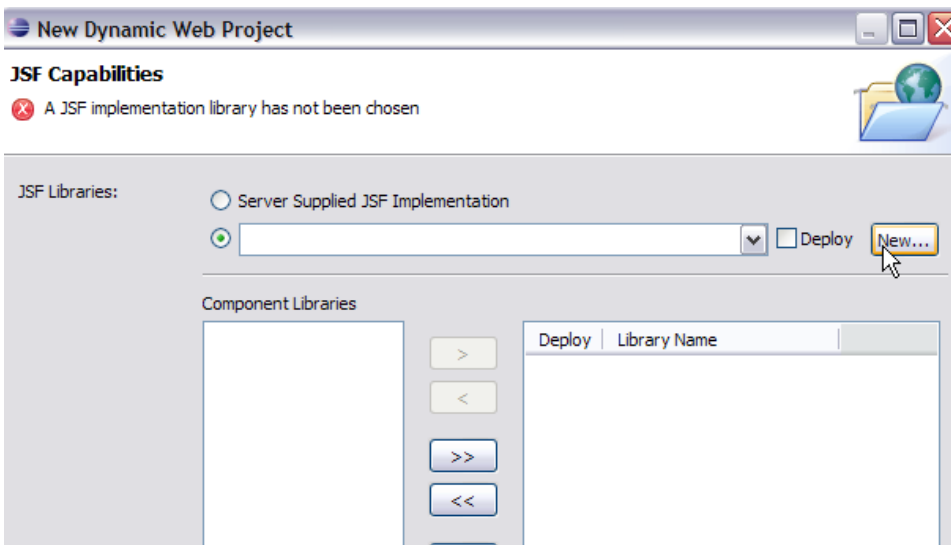 New Dynamic Web Project
JSF Capabilities
A JSF implementation library has not been chosen
JSF Libraries:
Server Supplied JSF Implementation
Deploy
New...
Component Libraries
Deploy Library Name
>
<
>>
<<